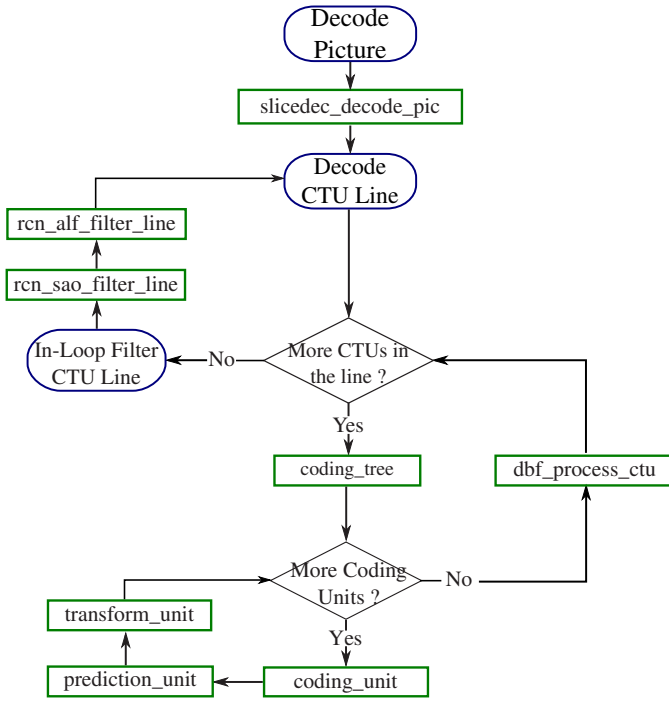 Decode
Picture
slicedec_decode_pic
Decode
CTU Line
rcn_alf_filter_line
rcn_sao_filter_line
In-Loop Filter
CTU Line
No
More CTUs in
the line ?
Yes
coding_tree
dbf_process_ctu
More Coding
Units ?
No
transform_unit
Yes
prediction_unit
coding_unit